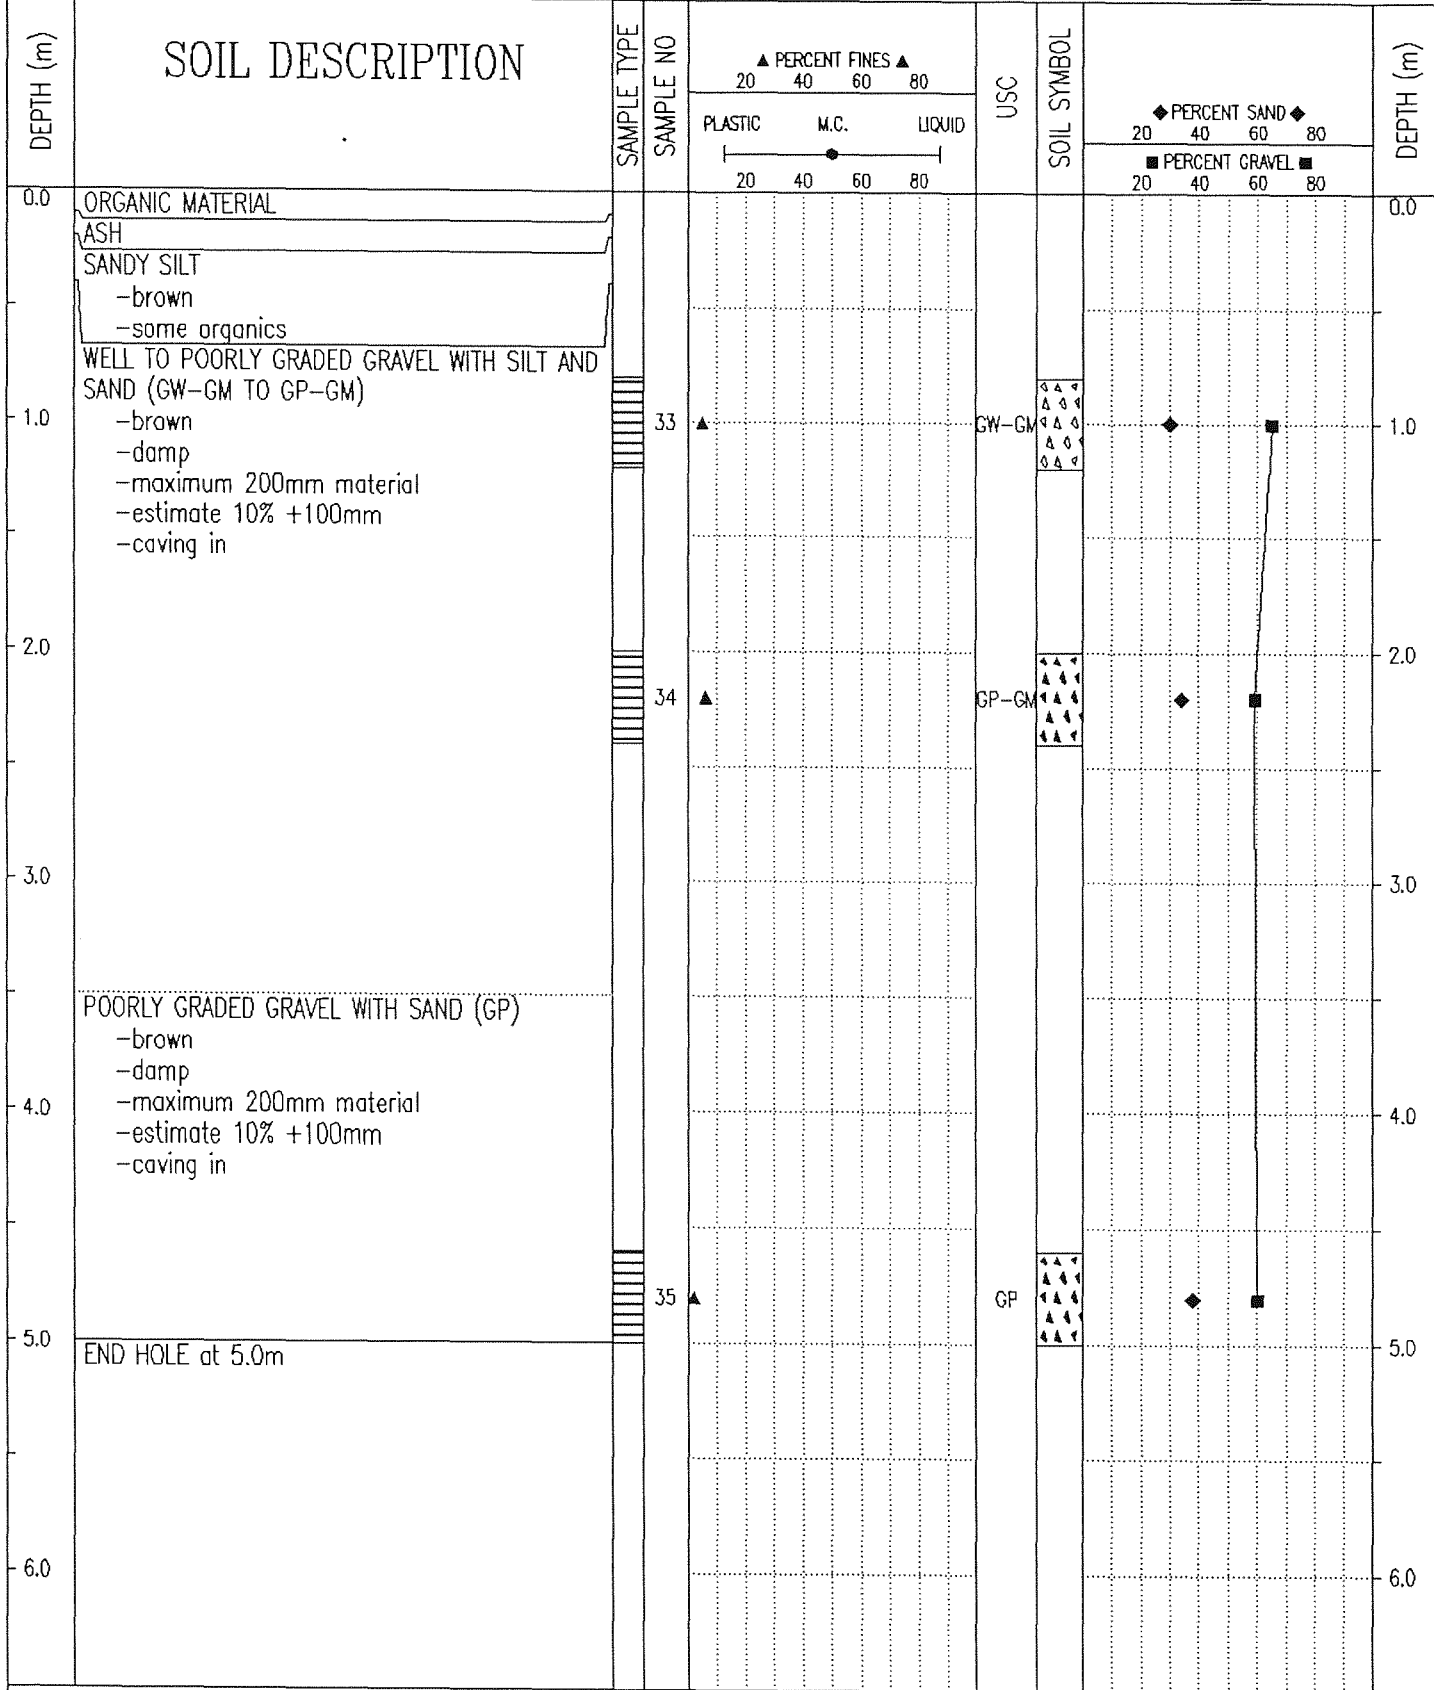 DEPTH (m)
SOIL DESCRIPTION
SAMPLE TYPE
SAMPLE NO
▲ PERCENT FINES ▲
20 40 60 80
PLASTIC M.C. LIQUID
20 40 60 80
USC
SOIL SYMBOL
◆ PERCENT SAND ◆
20 40 60 80
■ PERCENT GRAVEL ■
20 40 60 80
DEPTH (m)
0.0 ORGANIC MATERIAL 0.0
ASH
SANDY SILT
-brown
-some organics
WELL TO POORLY GRADED GRAVEL WITH SILT AND
SAND (GW-GM TO GP-GM)
1.0 -brown 33 GW-GM 1.0
-damp
-maximum 200mm material
-estimate 10% +100mm
-caving in
2.0 2.0
34 GP-GM
3.0 3.0
POORLY GRADED GRAVEL WITH SAND (GP)
-brown
-damp
4.0 -maximum 200mm material 4.0
-estimate 10% +100mm
-caving in
35 GP
5.0 5.0
END HOLE at 5.0m
6.0 6.0